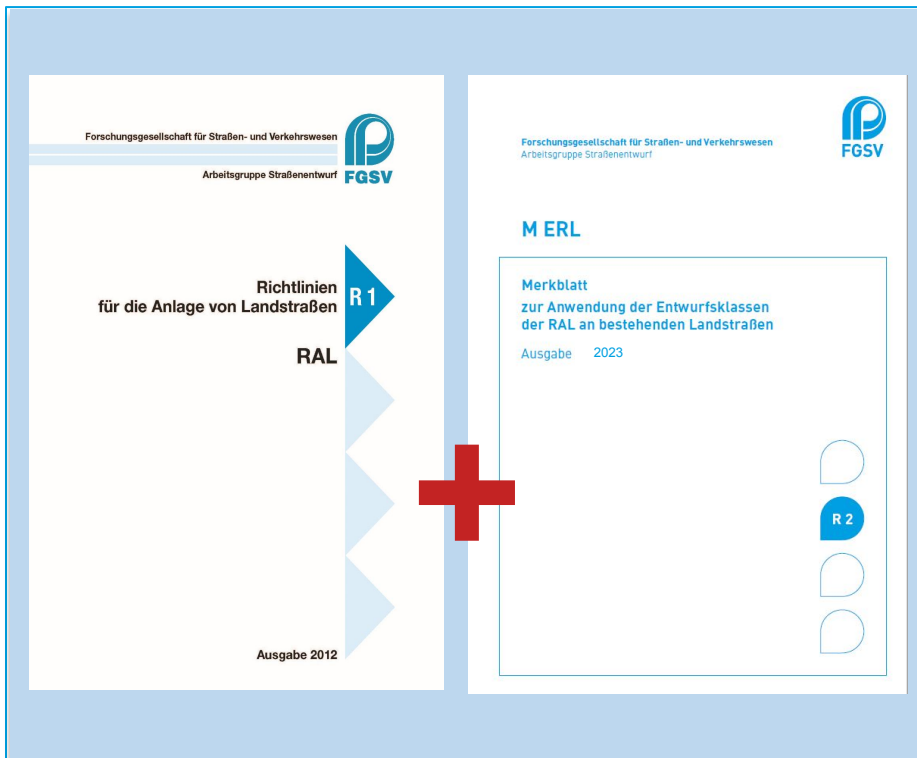 Forschungsgesellschaft für Straßen- und Verkehrswesen
Arbeitsgruppe Straßenentwurf
FGSV
Richtlinien
für die Anlage von Landstraßen
R 1
RAL
Ausgabe 2012
Forschungsgesellschaft für Straßen- und Verkehrswesen
Arbeitsgruppe Straßenentwurf
FGSV
M ERL
Merkblatt
zur Anwendung der Entwurfsklassen
der RAL an bestehenden Landstraßen
Ausgabe 2023
R 2